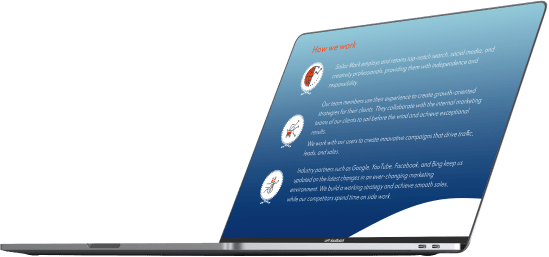 How we work
Sailor Mark employs and retains top-notch search, social media, and
creativity professionals, providing them with independence and
responsibility.
Our team members use their experience to create growth-oriented
strategies for their clients. They collaborate with the internal marketing
teams of our clients to sail before the wind and achieve exceptional
results.
We work with our users to create innovative campaigns that drive traffic,
leads, and sales.
Industry partners such as Google, YouTube, Facebook, and Bing keep us
updated on the latest changes in an ever-changing marketing
environment. We build a working strategy and achieve smooth sales,
while our competitors spend time on side work.